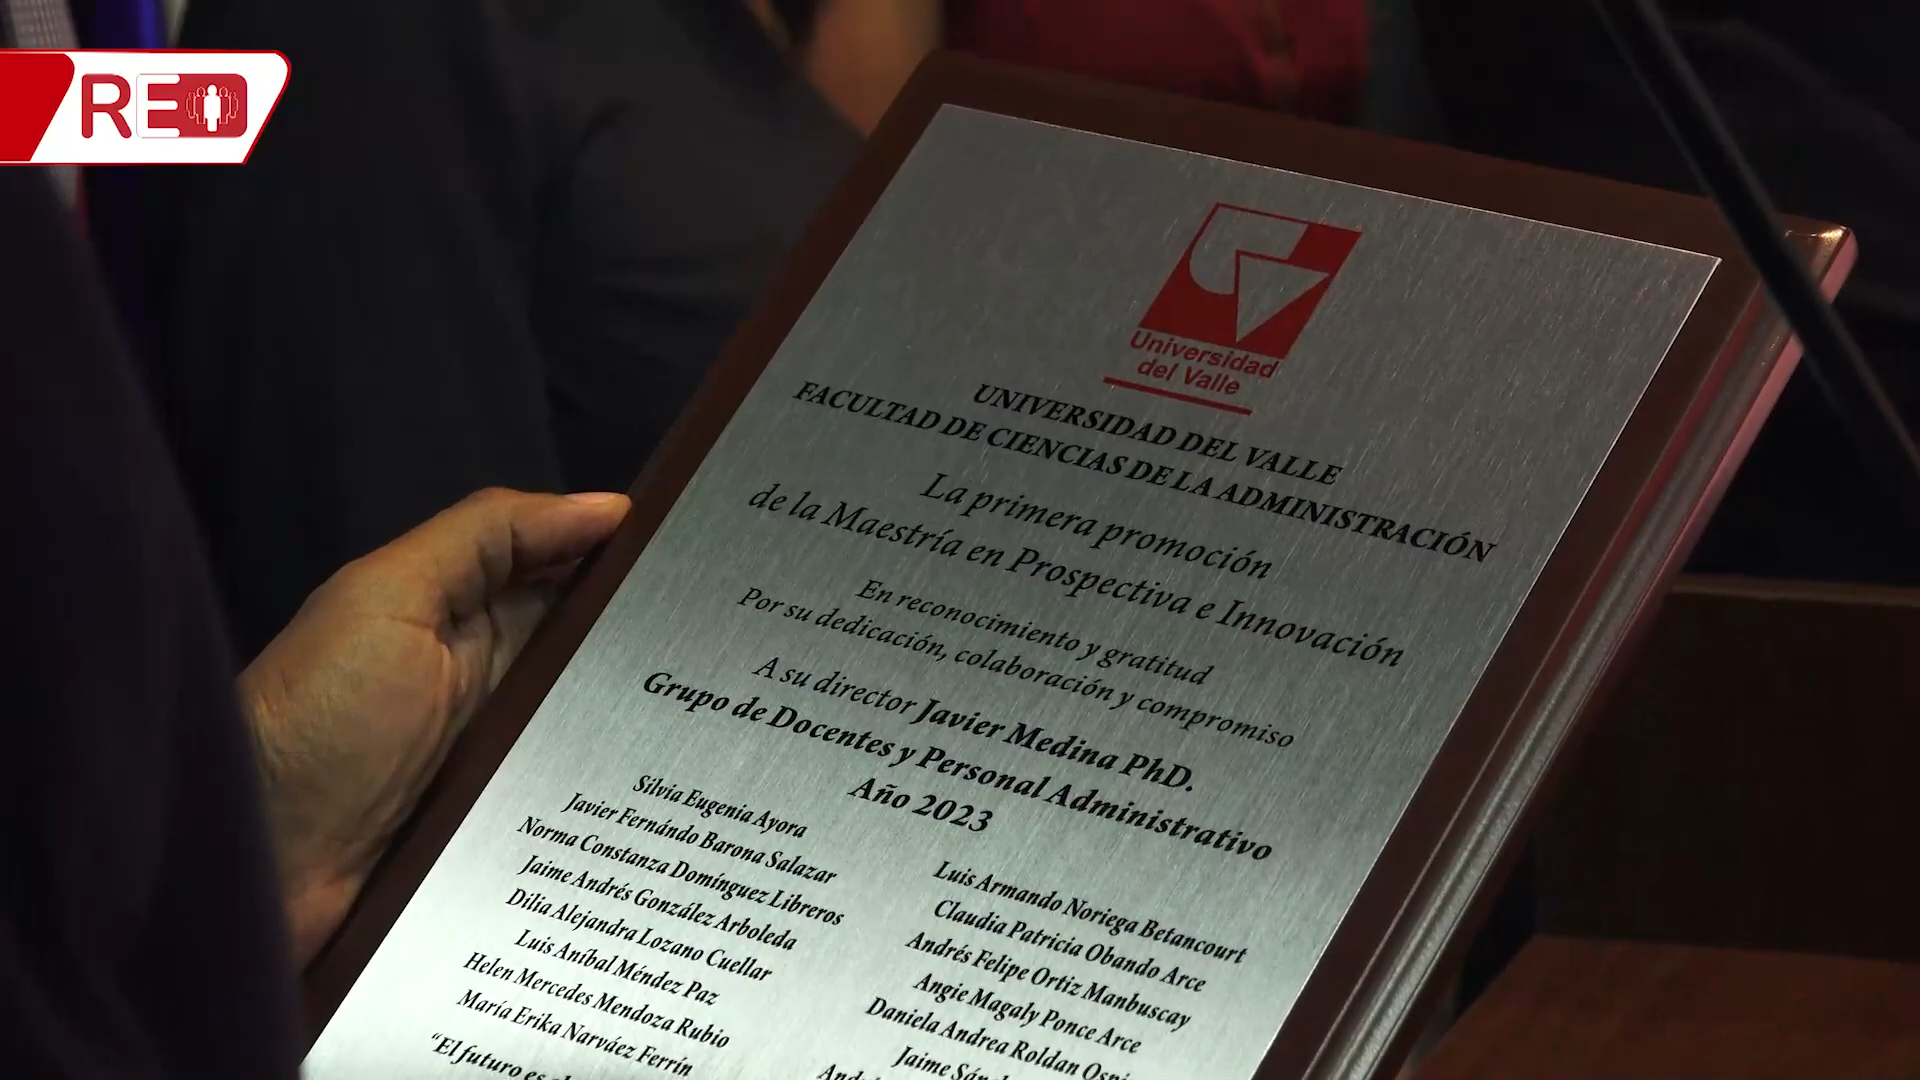 RED
Universidad
del Valle
UNIVERSIDAD DEL VALLE
FACULTAD DE CIENCIAS DE LA ADMINISTRACIÓN
La primera promoción
de la Maestría en Prospectiva e Innovación
En reconocimiento y gratitud
Por su dedicación, colaboración y compromiso
A su director Javier Medina PhD.
Grupo de Docentes y Personal Administrativo
Año 2023
Silvia Eugenia Ayora
Javier Fernándo Barona Salazar
Norma Constanza Domínguez Libreros
Jaime Andrés González Arboleda
Dilia Alejandra Lozano Cuellar
Luis Aníbal Méndez Paz
Helen Mercedes Mendoza Rubio
María Erika Narváez Ferrín
Luis Armando Noriega Betancourt
Claudia Patricia Obando Arce
Andrés Felipe Ortiz Manbuscay
Angie Magaly Ponce Arce
Daniela Andrea Roldan
Jaime
"El futuro es